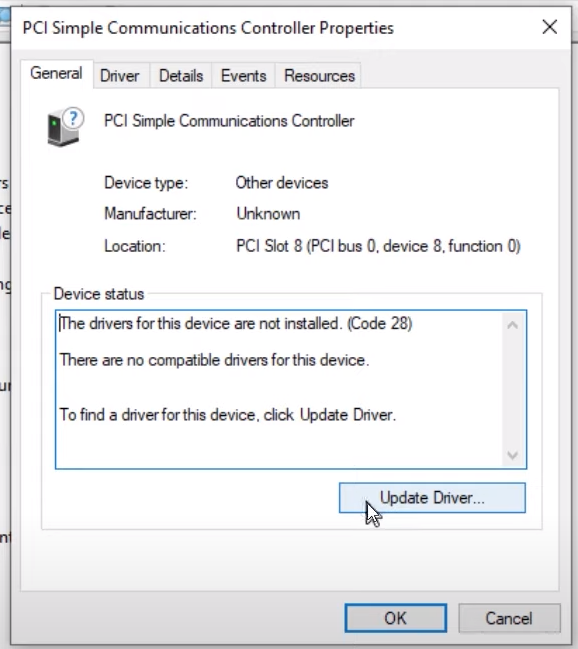 PCI Simple Communications Controller Properties
General Driver Details Events Resources
PCI Simple Communications Controller
Device type: Other devices
Manufacturer: Unknown
Location: PCI Slot 8 (PCI bus 0, device 8, function 0)
Device status
The drivers for this device are not installed. (Code 28)
There are no compatible drivers for this device.
To find a driver for this device, click Update Driver.
Update Driver...
OK Cancel